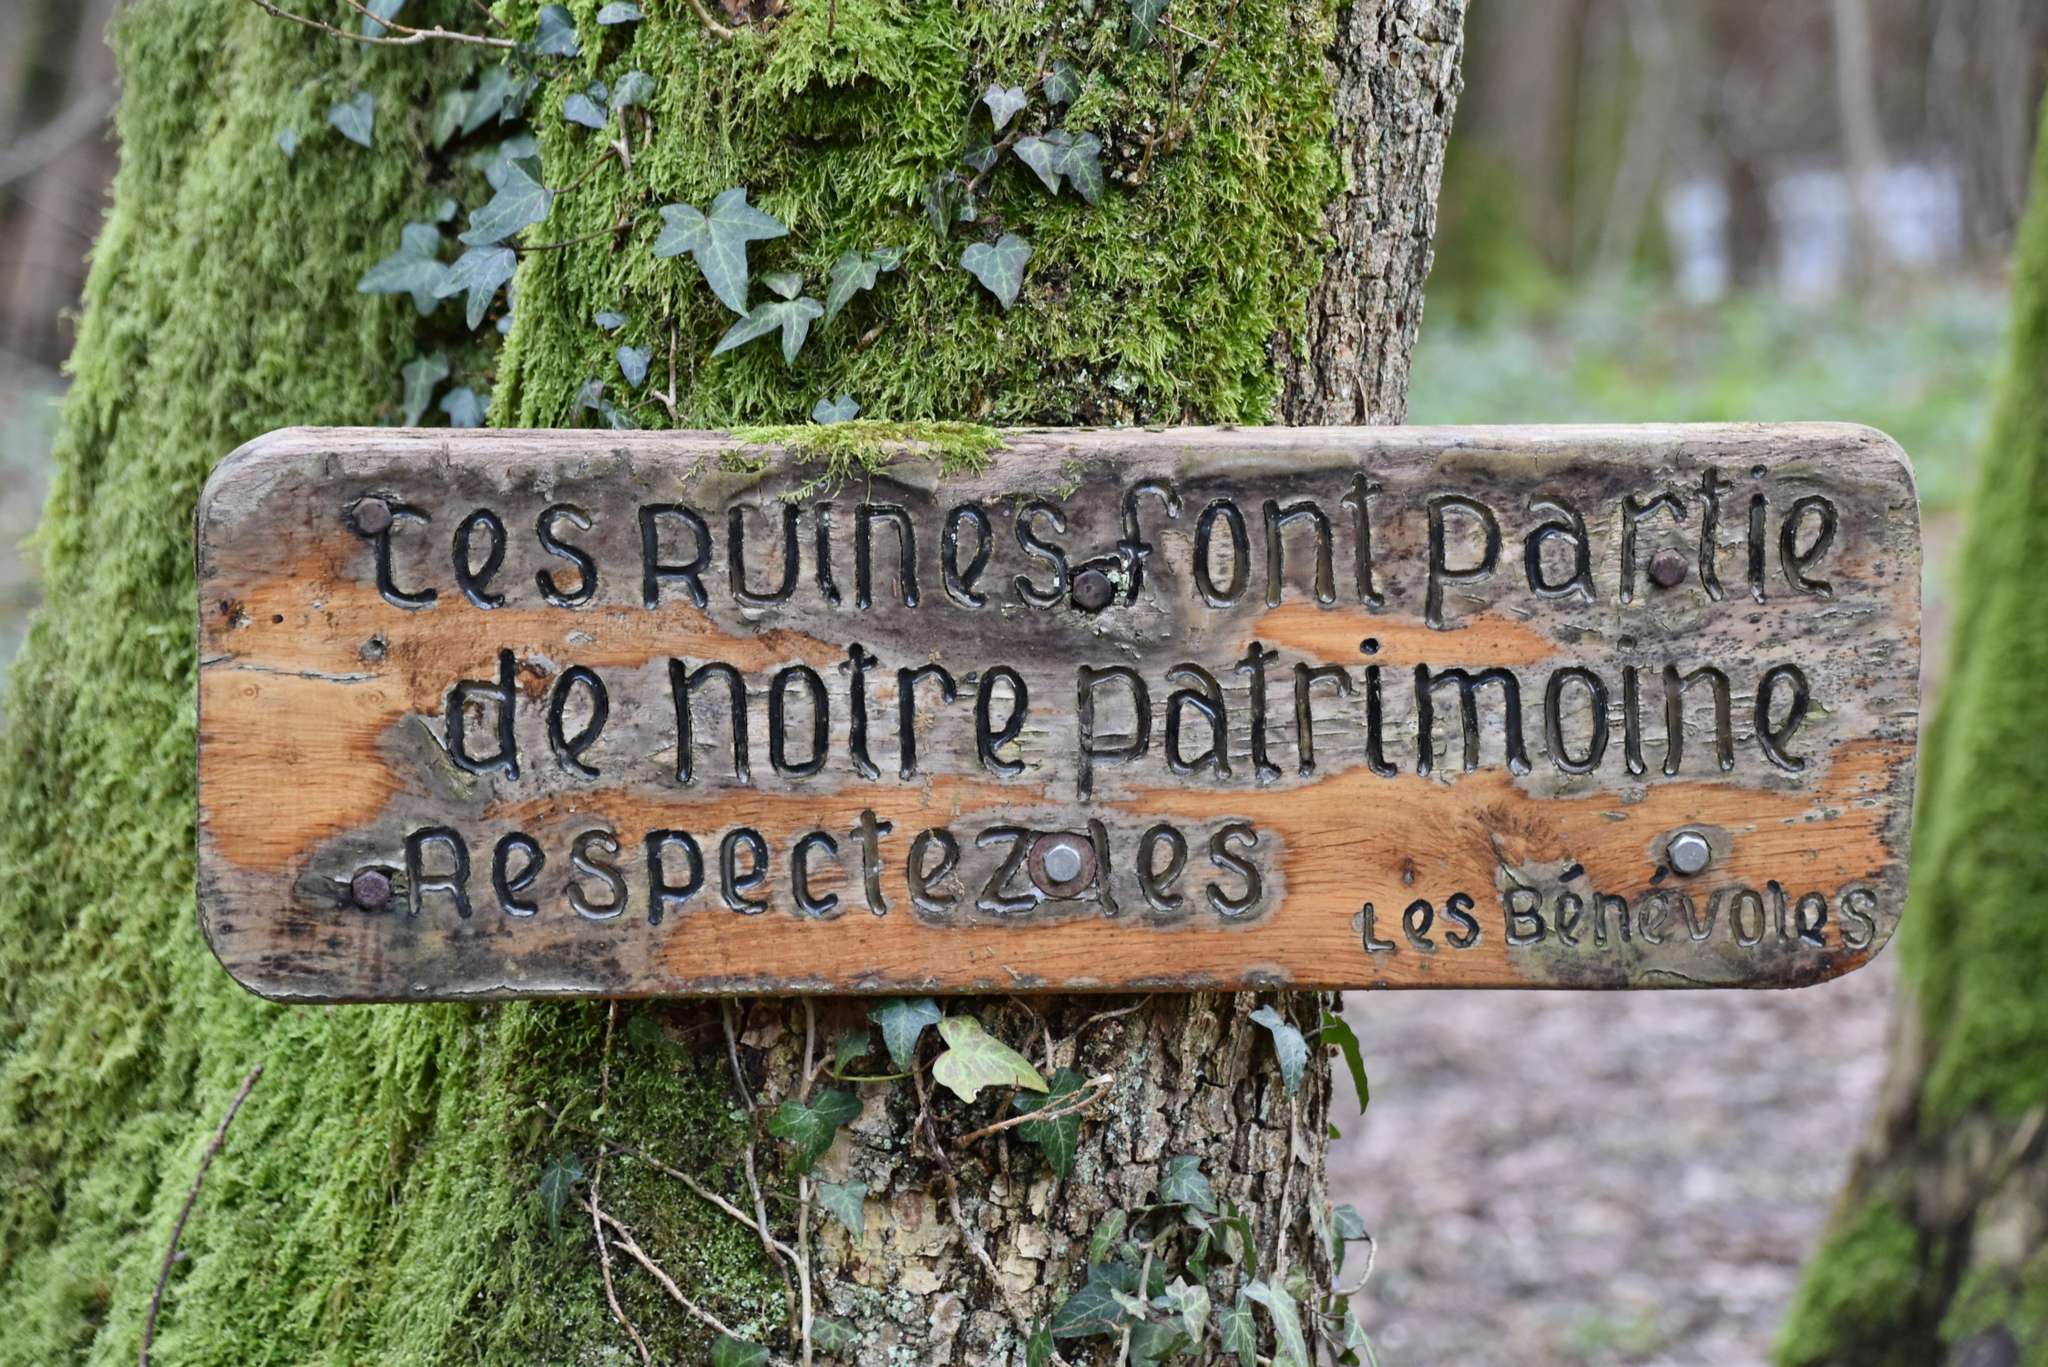 Les Ruines font partie
de notre patrimoine
Respectez les
Les Bénévoles